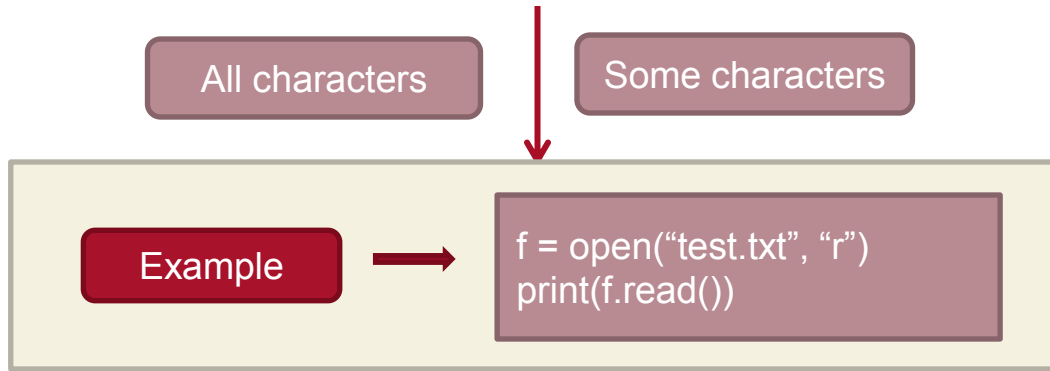 All characters
Some characters
Example
f = open(“test.txt”, “r”)
print(f.read())